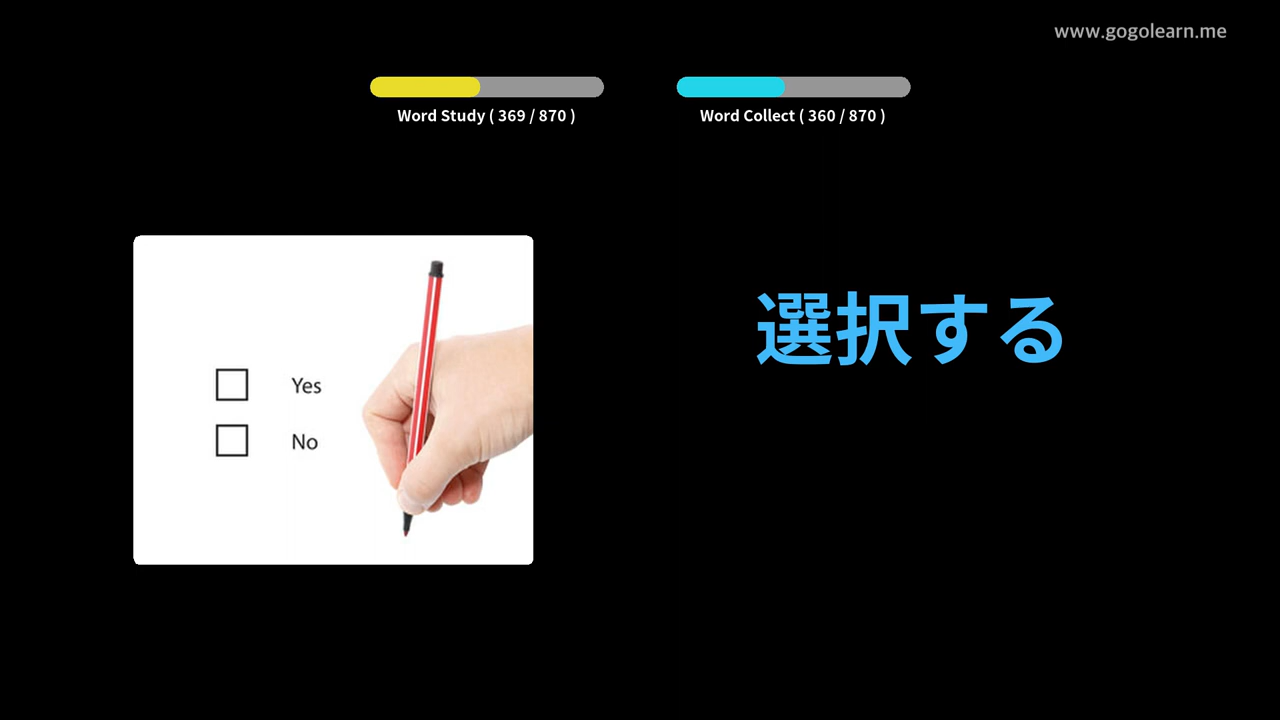 www.gogolearn.me
Word Study ( 369 / 870 )
Word Collect ( 360 / 870 )
選択する
Yes
No